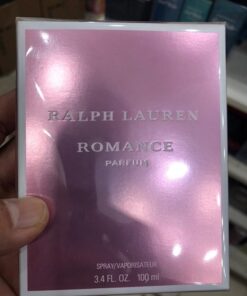 RALPH LAUREN
ROMANCE
PARFUM
SPRAY/VAPORISATEUR
3.4 FL. OZ. 100 ml